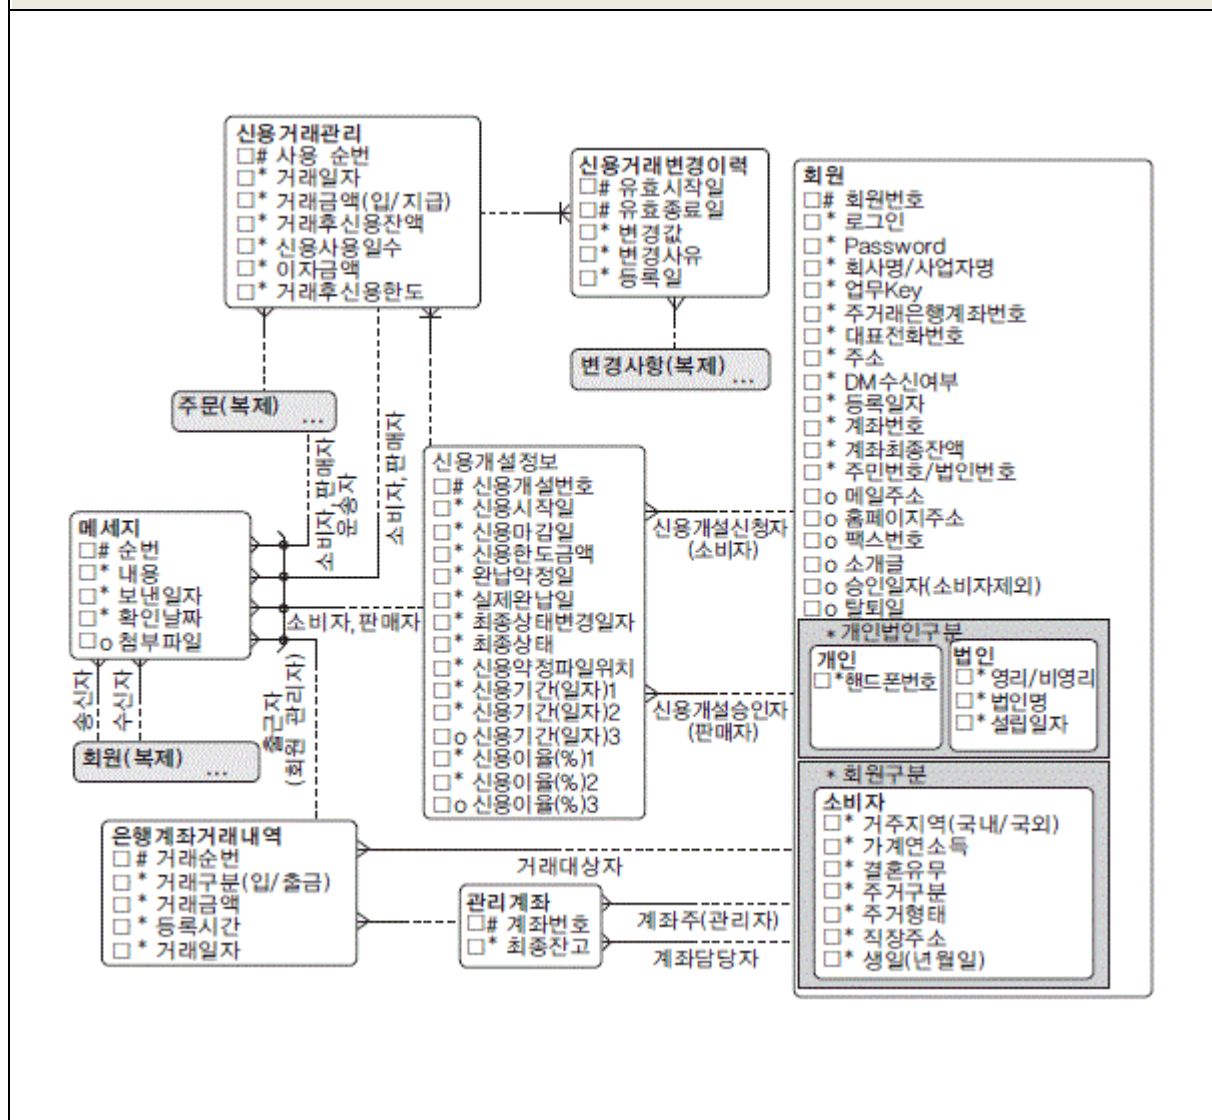 신용거래관리
□# 사용 순번
□* 거래일자
□* 거래금액(입/지급)
□* 거래후신용잔액
□* 신용사용일수
□* 이자금액
□* 거래후신용한도
신용거래변경이력
□# 유효시작일
□# 유효종료일
□* 변경값
□* 변경사유
□* 등록일
변경사항(복제)
...
주문(복제)
...
소비자, 판매자
운송자
소비자, 판매자
메세지
□# 순번
□* 내용
□* 보낸일자
□* 확인날짜
□o 첨부파일
소비자, 판매자
송신자
수신자
출금자
(회원 관리자)
회원(복제)
...
신용개설정보
□# 신용개설번호
□* 신용시작일
□* 신용마감일
□* 신용한도금액
□* 완납약정일
□* 실제완납일
□* 최종상태변경일자
□* 최종상태
□* 신용약정파일위치
□* 신용기간(일자)1
□* 신용기간(일자)2
□o 신용기간(일자)3
□* 신용이율(%)1
□* 신용이율(%)2
□o 신용이율(%)3
신용개설신청자
(소비자)
신용개설승인자
(판매자)
은행계좌거래내역
□# 거래순번
□* 거래구분(입/출금)
□* 거래금액
□* 등록시간
□* 거래일자
거래대상자
관리계좌
□# 계좌번호
□* 최종잔고
계좌주(관리자)
계좌담당자
회원
□# 회원번호
□* 로그인
□* Password
□* 회사명/사업자명
□* 업무Key
□* 주거래은행계좌번호
□* 대표전화번호
□* 주소
□* DM수신여부
□* 등록일자
□* 계좌번호
□* 계좌최종잔액
□* 주민번호/법인번호
□o 메일주소
□o 홈페이지주소
□o 팩스번호
□o 소개글
□o 승인일자(소비자제외)
□o 탈퇴일
* 개인법인구분
개인
□*핸드폰번호
법인
□* 영리/비영리
□* 법인명
□* 설립일자
* 회원구분
소비자
□* 거주지역(국내/국외)
□* 가계연소득
□* 결혼유무
□* 주거구분
□* 주거형태
□* 직장주소
□* 생일(년월일)